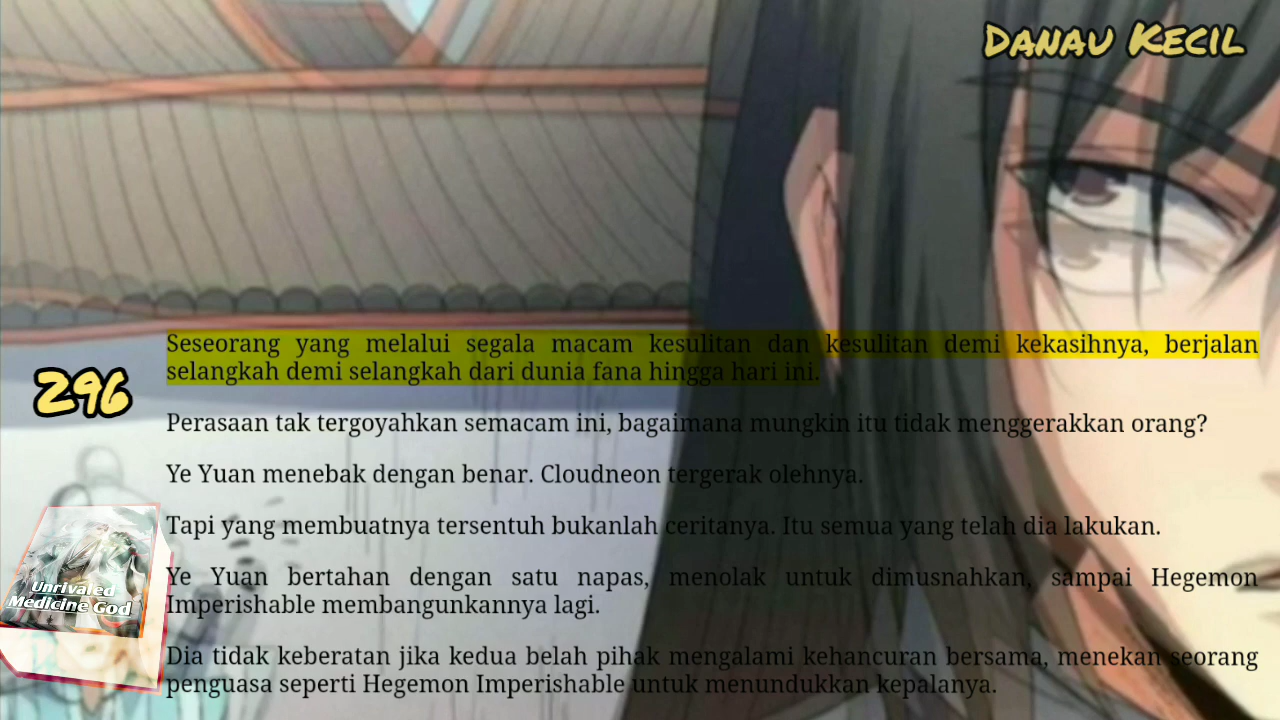 Danau Kecil
Seseorang yang melalui segala macam kesulitan dan kesulitan demi kekasihnya, berjalan
selangkah demi selangkah dari dunia fana hingga hari ini.
296
Perasaan tak tergoyahkan semacam ini, bagaimana mungkin itu tidak menggerakkan orang?
Ye Yuan menebak dengan benar. Cloudneon tergerak olehnya.
Tapi yang membuatnya tersentuh bukanlah ceritanya. Itu semua yang telah dia lakukan.
Ye Yuan bertahan dengan satu napas, menolak untuk dimusnahkan, sampai Hegemon
Imperishable membangunkannya lagi.
Unrivaled
Medicine God
Dia tidak keberatan jika kedua belah pihak mengalami kehancuran bersama, menekan seorang
penguasa seperti Hegemon Imperishable untuk menundukkan kepalanya.